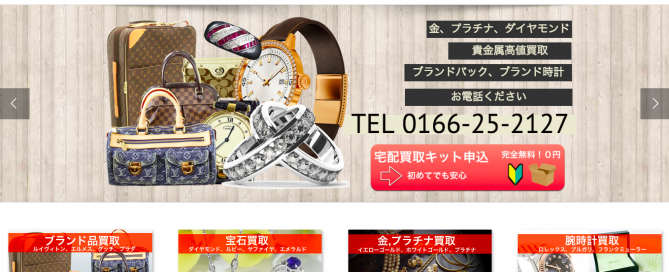 金、プラチナ、ダイヤモンド
貴金属高値買取
ブランドバック、ブランド時計
お電話ください
TEL 0166-25-2127
宅配買取キット申込
完全無料！０円
初めてでも安心
ブランド品買取
ルイヴィトン、エルメス、グッチ、プラダ
宝石買取
ダイヤモンド、ルビー、サファイヤ、エメラルド
金,プラチナ買取
イエローゴールド、ホワイトゴールド、プラチナ
腕時計買取
ロレックス、ブルガリ、フランクミューラー